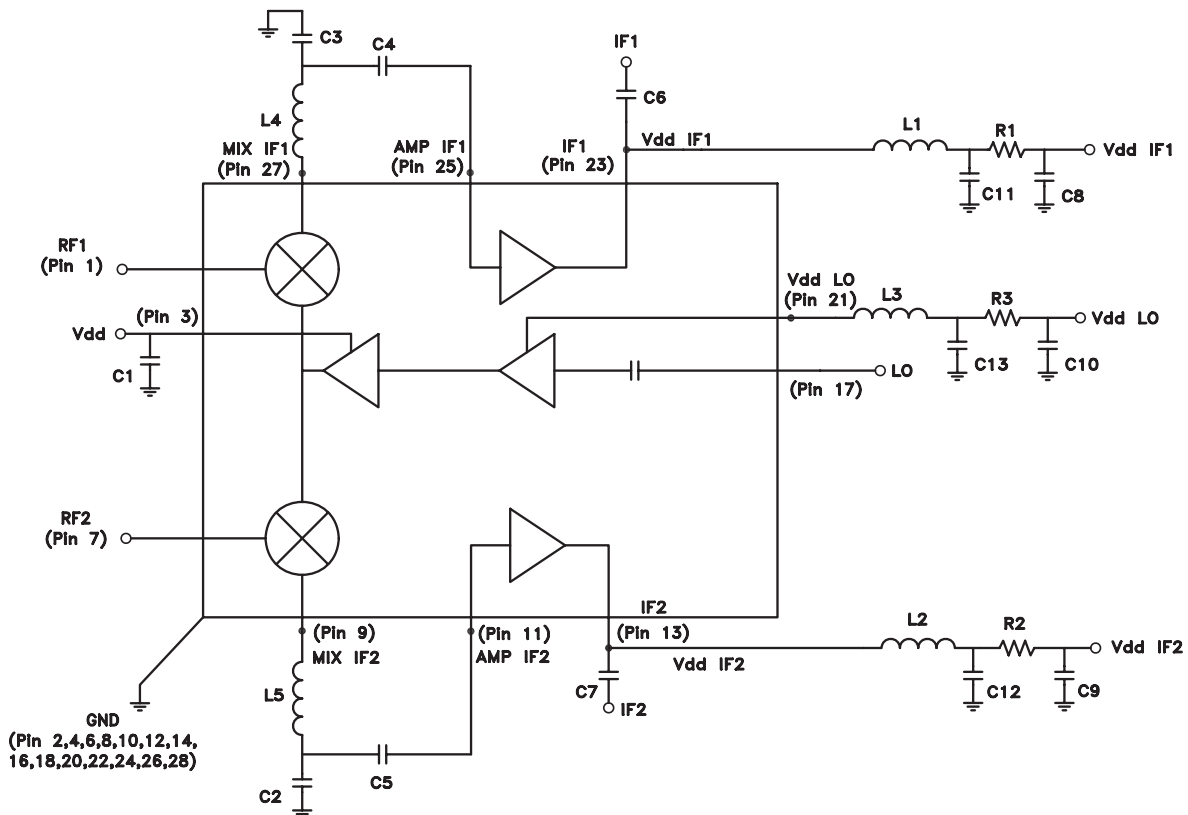 C3
C4
IF1
C6
L4
MIX IF1
(Pin 27)
AMP IF1
(Pin 25)
IF1
(Pin 23)
Vdd IF1
L1
R1
Vdd IF1
C11
C8
RF1
(Pin 1)
Vdd LO
(Pin 21)
L3
R3
Vdd LO
Vdd
(Pin 3)
C1
C13
C10
LO
(Pin 17)
RF2
(Pin 7)
IF2
(Pin 9)
MIX IF2
(Pin 11)
AMP IF2
(Pin 13)
Vdd IF2
L2
R2
Vdd IF2
L5
C7
IF2
C12
C9
GND
(Pin 2,4,6,8,10,12,14,
16,18,20,22,24,26,28)
C5
C2